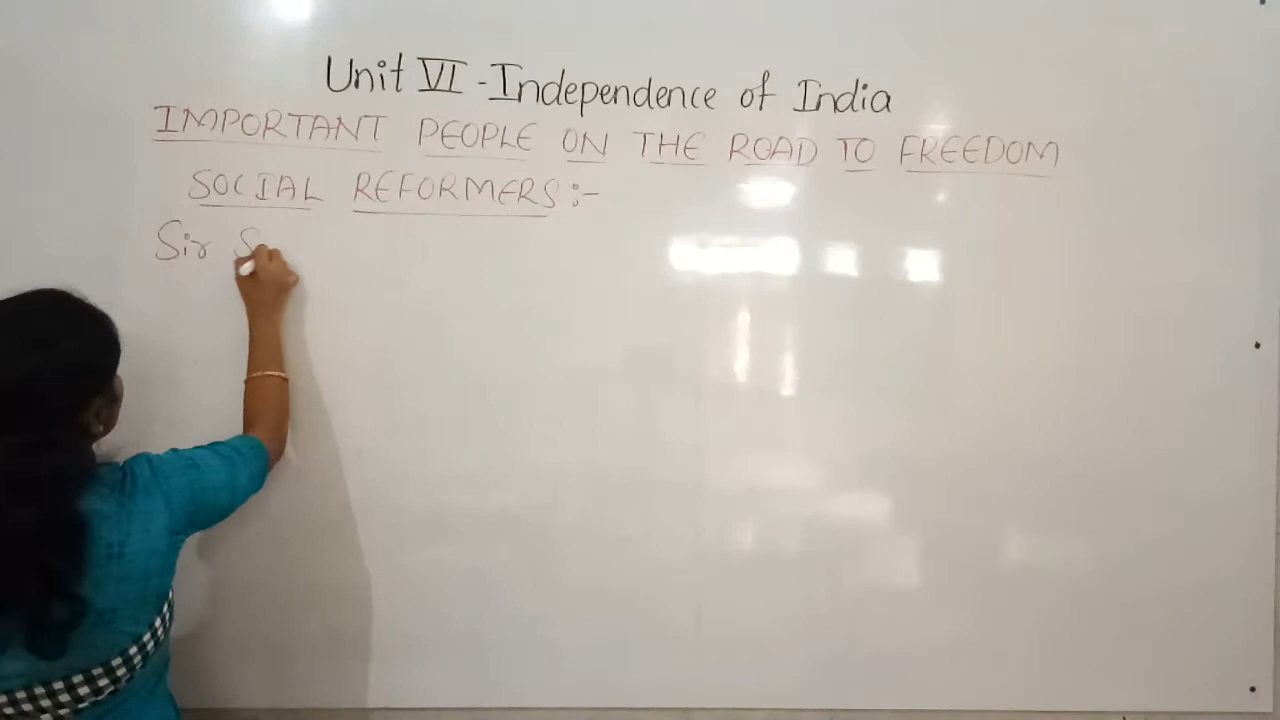 Unit VI - Independence of India
IMPORTANT PEOPLE ON THE ROAD TO FREEDOM
SOCIAL REFORMERS:-
Sir S